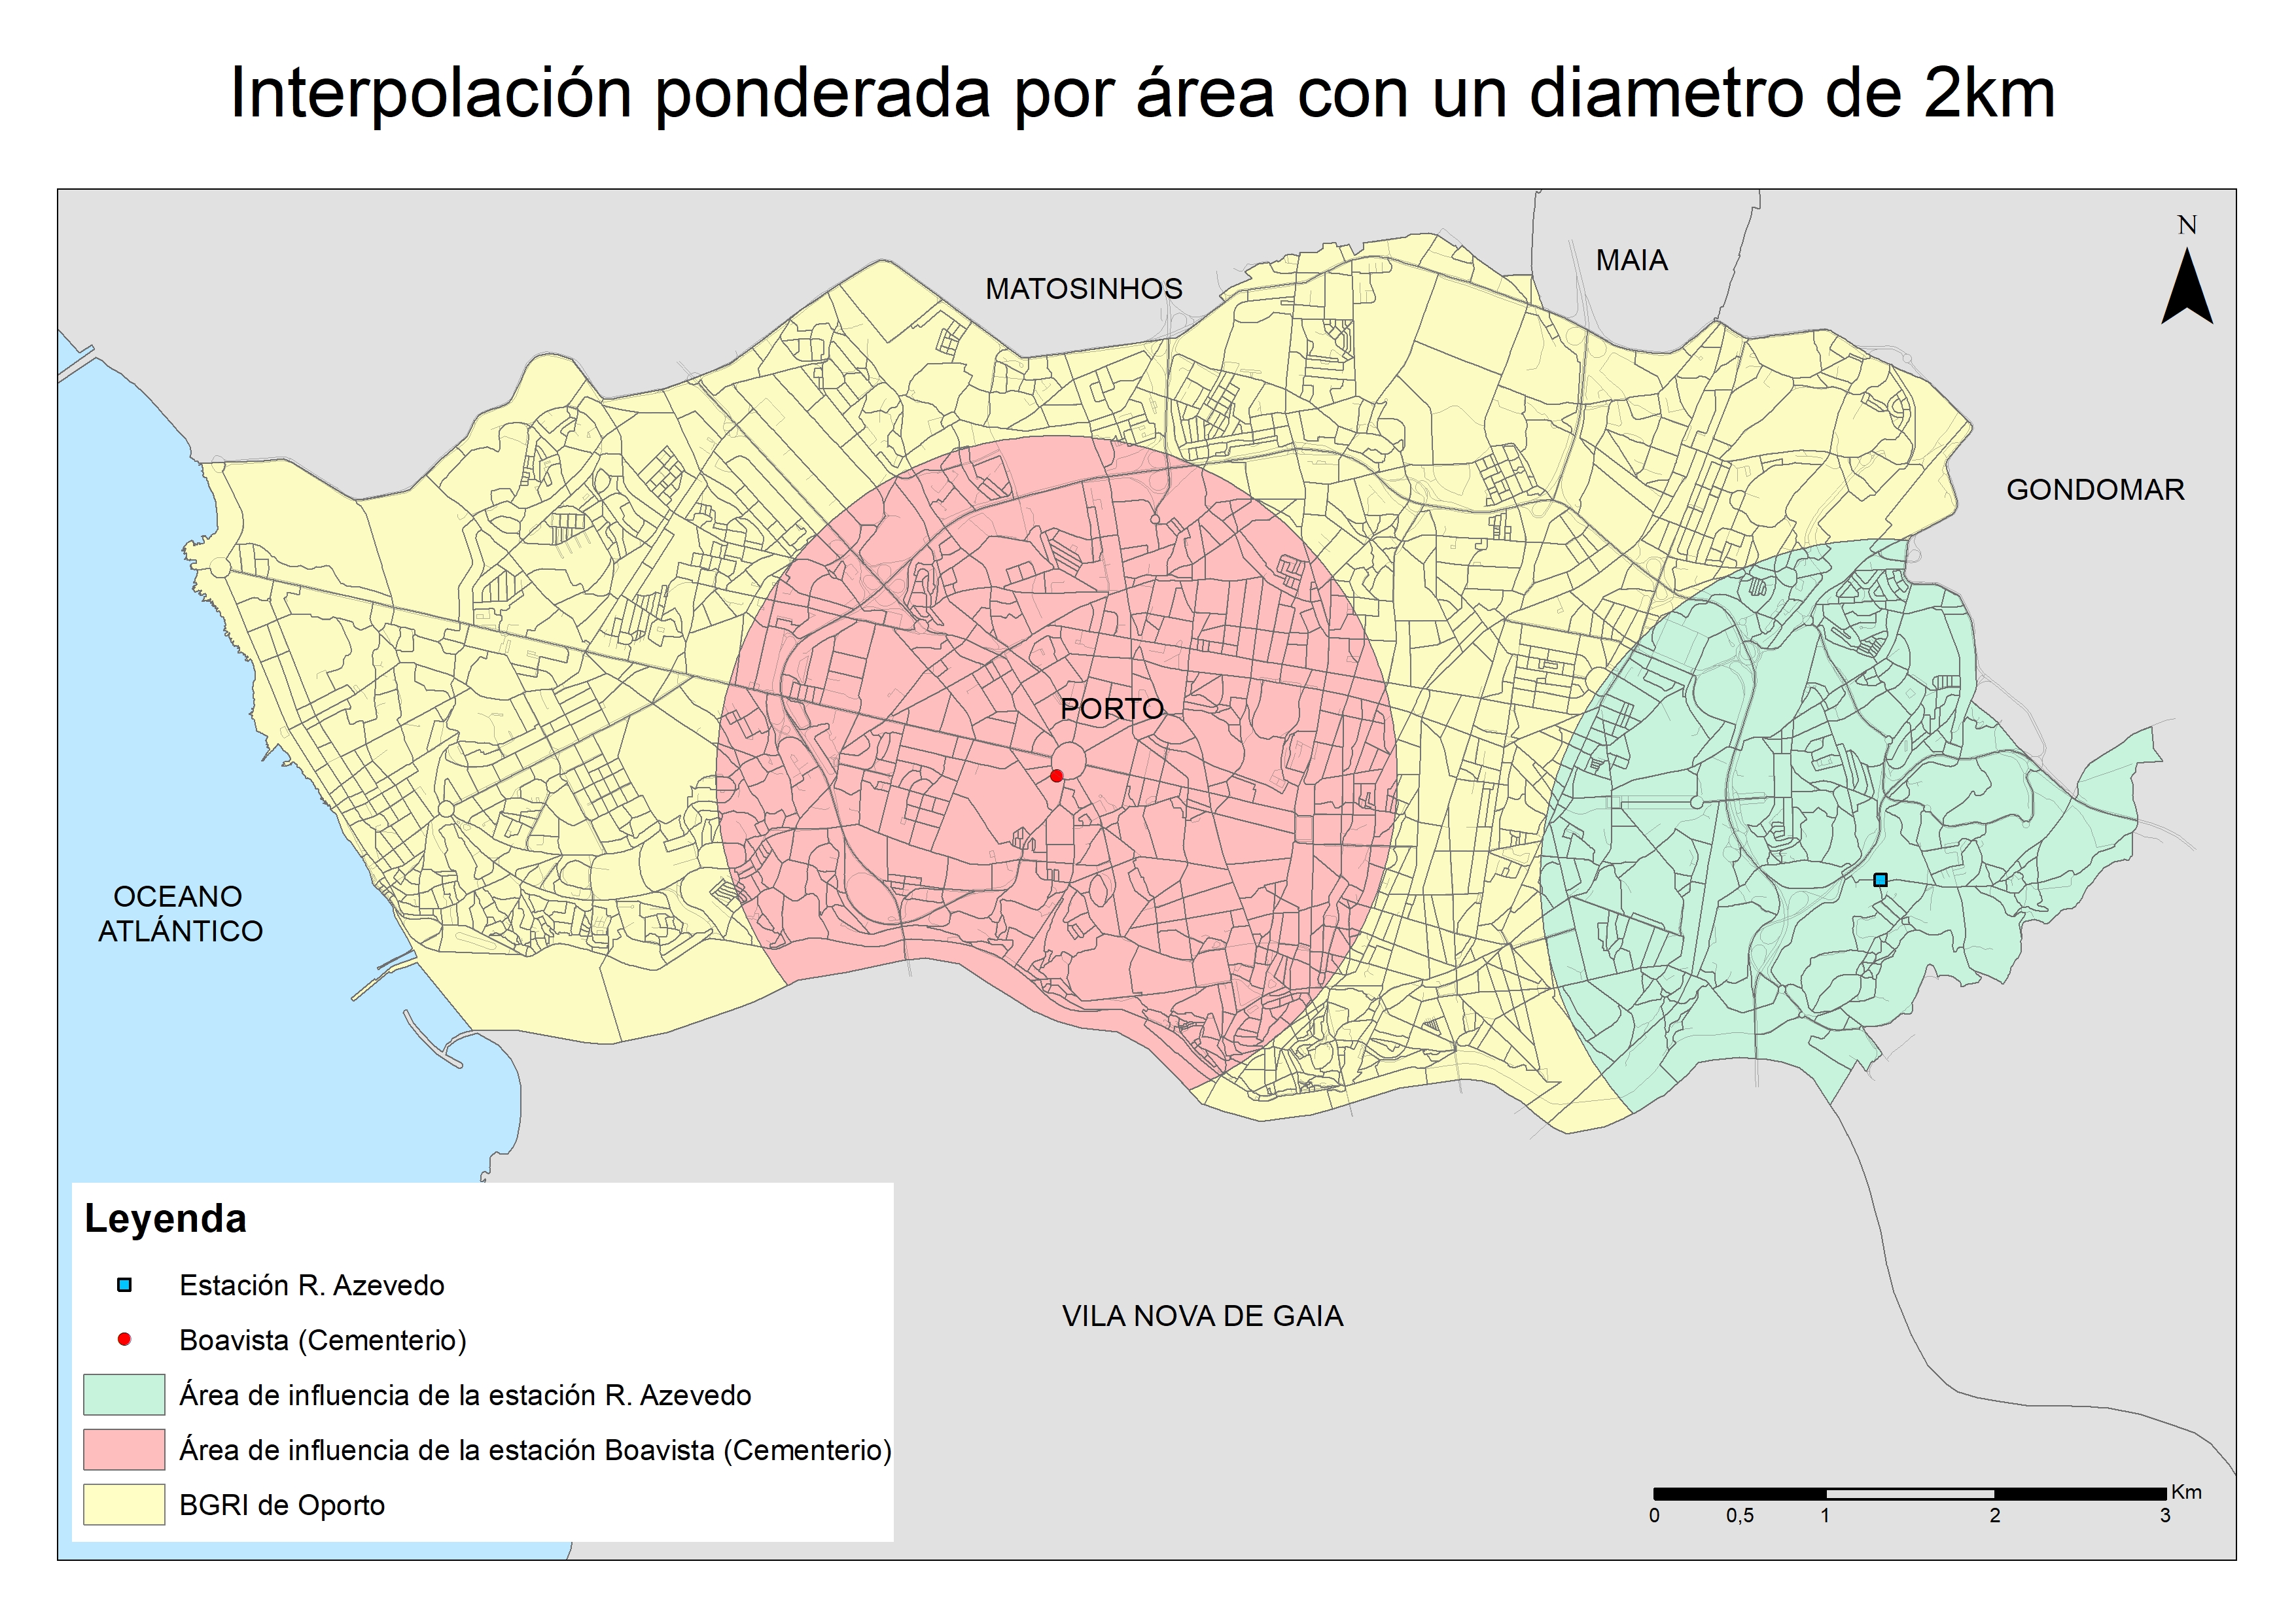 Interpolación ponderada por área con un diametro de 2km
N
MAIA
MATOSINHOS
GONDOMAR
PORTO
OCEANO
ATLÁNTICO
VILA NOVA DE GAIA
Leyenda
Estación R. Azevedo
Boavista (Cementerio)
Área de influencia de la estación R. Azevedo
Área de influencia de la estación Boavista (Cementerio)
BGRI de Oporto
Km
0 0,5 1 2 3